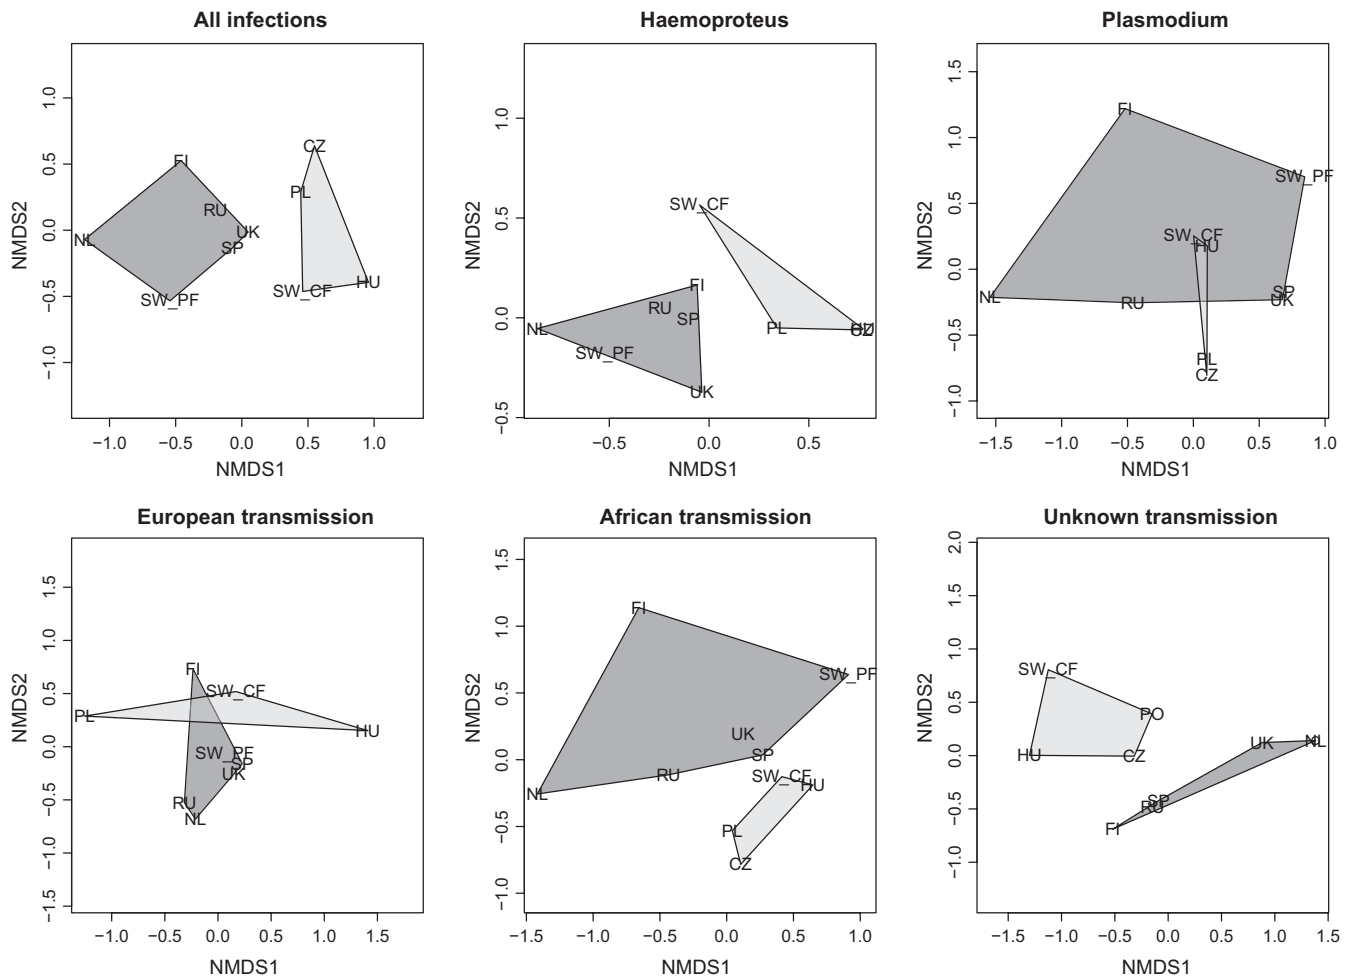 All infections
Haemoproteus
Plasmodium
NMDS2
1.0
0.5
0.0
−0.5
−1.0
CZ
FI
PL
RU
UK
NL
SP
HU
SW_CF
SW_PF
−1.0 −0.5 0.0 0.5 1.0
NMDS1
NMDS2
1.0
0.5
0.0
−0.5
SW_CF
FI
RU
SP
NL
PL
HU
CZ
SW_PF
UK
−0.5 0.0 0.5
NMDS1
NMDS2
1.5
1.0
0.5
0.0
−0.5
−1.0
FI
SW_PF
SW_CF
HU
NL
RU
SP
UK
PL
CZ
−1.5 −1.0 −0.5 0.0 0.5 1.0
NMDS1
European transmission
African transmission
Unknown transmission
NMDS2
1.5
1.0
0.5
0.0
−0.5
−1.0
−1.5
FI
SW_CF
PL
HU
SW_PF
SP
UK
RU
NL
−1.0 −0.5 0.0 0.5 1.0 1.5
NMDS1
NMDS2
1.5
1.0
0.5
0.0
−0.5
−1.0
FI
SW_PF
UK
SP
RU
SW_CF
HU
NL
PL
CZ
−1.5 −1.0 −0.5 0.0 0.5 1.0
NMDS1
NMDS2
2.0
1.5
1.0
0.5
0.0
−0.5
−1.0
SW_CF
PO
HU
CZ
UK
NL
SP
RU
FI
−1.5 −1.0 −0.5 0.0 0.5 1.0 1.5
NMDS1